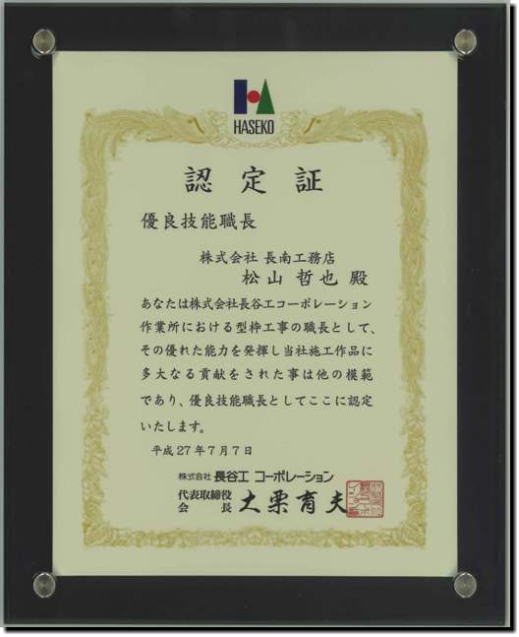 HASEKO
認定証
優良技能職長
株式会社 長南工務店
松山哲也 殿
あなたは株式会社長谷工コーポレーション
作業所における型枠工事の職長として、
その優れた能力を発揮し当社施工作品に
多大なる貢献をされた事は他の模範
であり、優良技能職長としてここに認定
いたします。
平成27年7月7日
株式会社 長谷工 コーポレーション
代表取締役
会長 大栗育夫